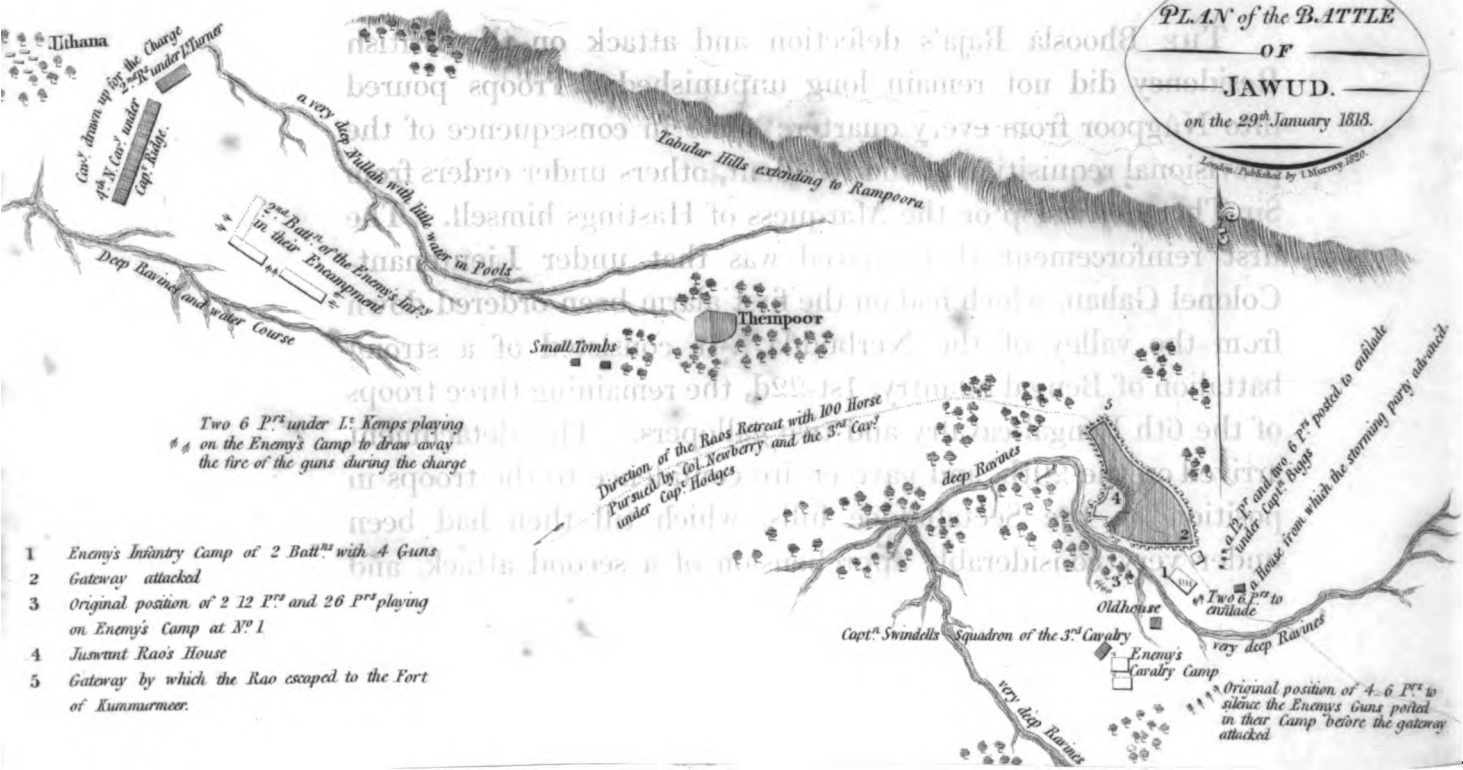 PLAN of the BATTLE
OF
JAWUD.
on the 29th. January 1818.
London. Published by I. Murray. 1820.
Uthana
Cavy. drawn up for the Charge
2 nd. under Lt. Turner
4th. N. Cavy. under
Capt. Ridge.
a very deep Nullah with little water in Pools
Tabular Hills extending to Rampoora
2nd. Battn. of the Enemy's Infy
in their Encampment
Deep Ravines and water Course
Thempoor
Small Tombs
Two 6 Prs. under Lt. Kemps playing
on the Enemy's Camp to draw away
the fire of the guns during the charge
Direction of the Raos Retreat with 100 Horse
Pursued by Col. Newberry and the 3rd. Cavy.
under Capt. Hodges
deep Ravines
5
4
2
1
3
a 12 Pr. and two 6 Prs. posted to enfilade
under Captn. Biggs
a House from which the storming party advanced.
Two 6 Prs to
enfilade
Oldhouse
very deep Ravines
Captn. Swindells Squadron of the 3rd. Cavalry
Enemy's
Cavalry Camp
very deep Ravines
Original position of 4_6 Prs. to
silence the Enemys Guns posted
in their Camp before the gateway
attacked
1 Enemy's Infantry Camp of 2 Battns. with 4 Guns
2 Gateway attacked
3 Original position of 2 12 Prs and 26 Prs playing
on Enemy's Camp at No. 1
4 Juswunt Rao's House
5 Gateway by which the Rao escaped to the Fort
of Kummurmeer.